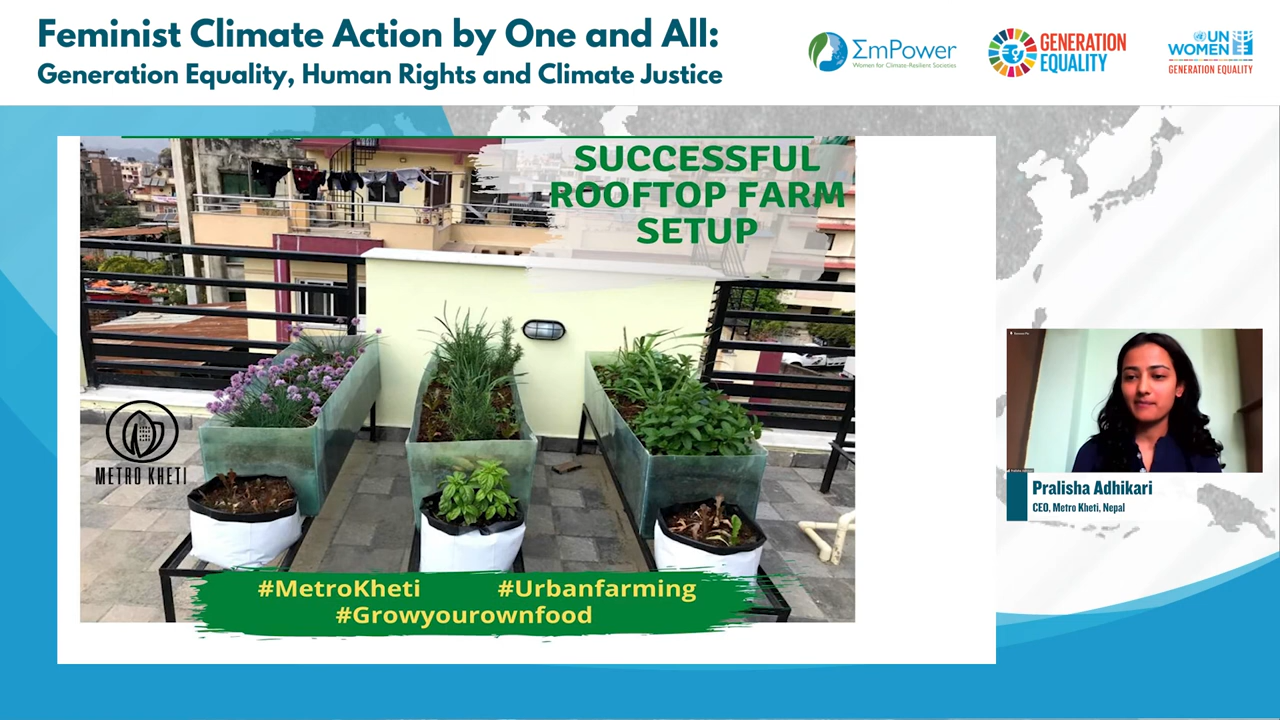 Feminist Climate Action by One and All:
Generation Equality, Human Rights and Climate Justice
ΣmPower
Women for Climate-Resilient Societies
GENERATION
EQUALITY
UN
WOMEN
GENERATION EQUALITY
SUCCESSFUL
ROOFTOP FARM
SETUP
METRO KHETI
#MetroKheti #Urbanfarming
#Growyourownfood
Pralisha Adhikari
CEO, Metro Kheti, Nepal